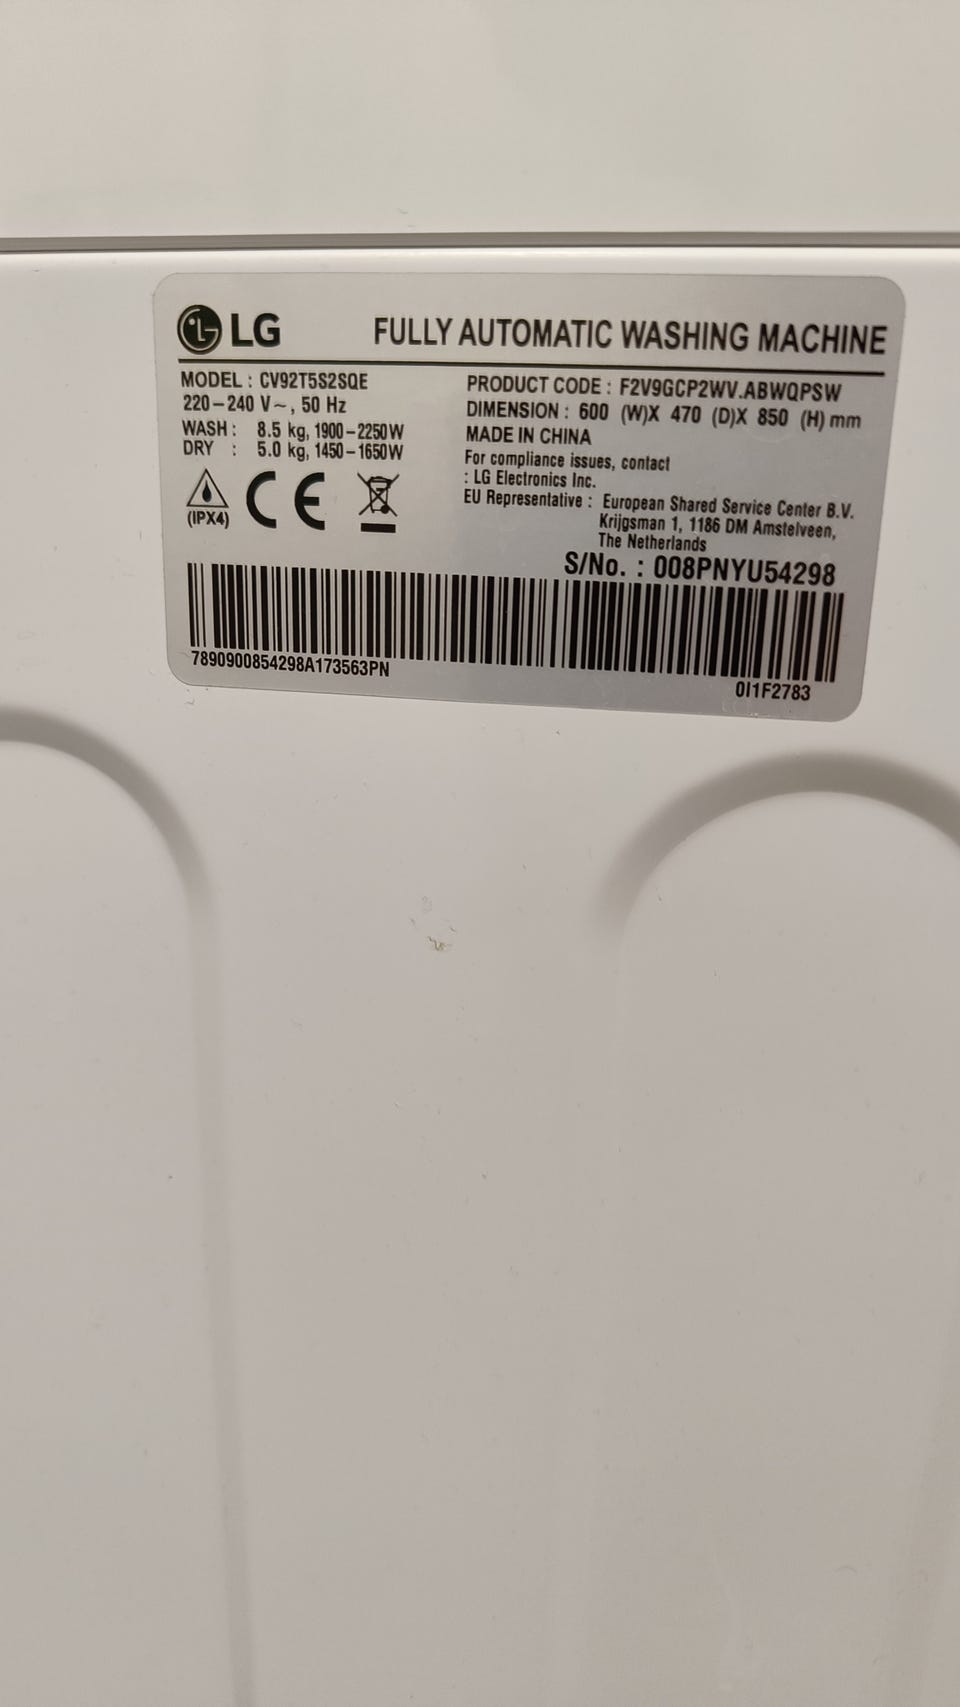 LG FULLY AUTOMATIC WASHING MACHINE
MODEL : CV92T5S2SQE
220-240 V~, 50 Hz
WASH : 8.5 kg, 1900-2250W
DRY : 5.0 kg, 1450-1650W
(IPX4) CE
PRODUCT CODE : F2V9GCP2WV.ABWQPSW
DIMENSION : 600 (W)X 470 (D)X 850 (H) mm
MADE IN CHINA
For compliance issues, contact
: LG Electronics Inc.
EU Representative : European Shared Service Center B.V.
Krijgsman 1, 1186 DM Amstelveen,
The Netherlands
S/No. : 008PNYU54298
7890900854298A173563PN
0I1F2783